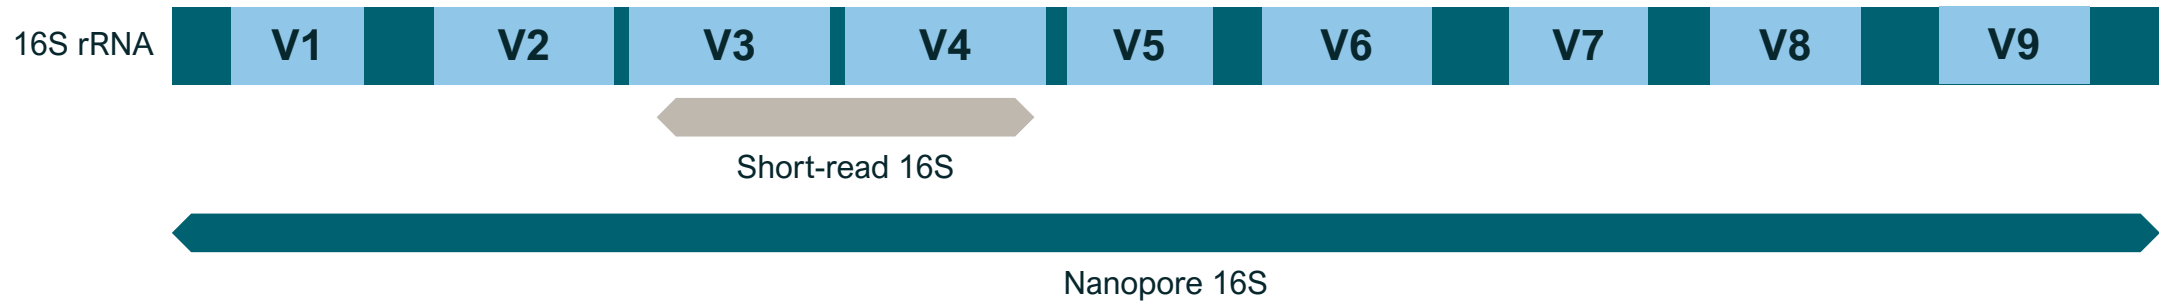 16S rRNA V1 V2 V3 V4 V5 V6 V7 V8 V9
Short-read 16S
Nanopore 16S